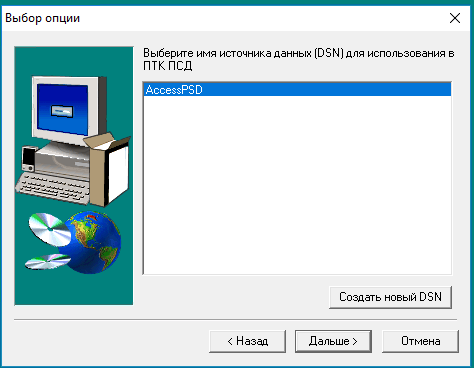 Выбор опции
Выберите имя источника данных (DSN) для использования в
ПТК ПСД
AccessPSD
Создать новый DSN
< Назад
Дальше >
Отмена